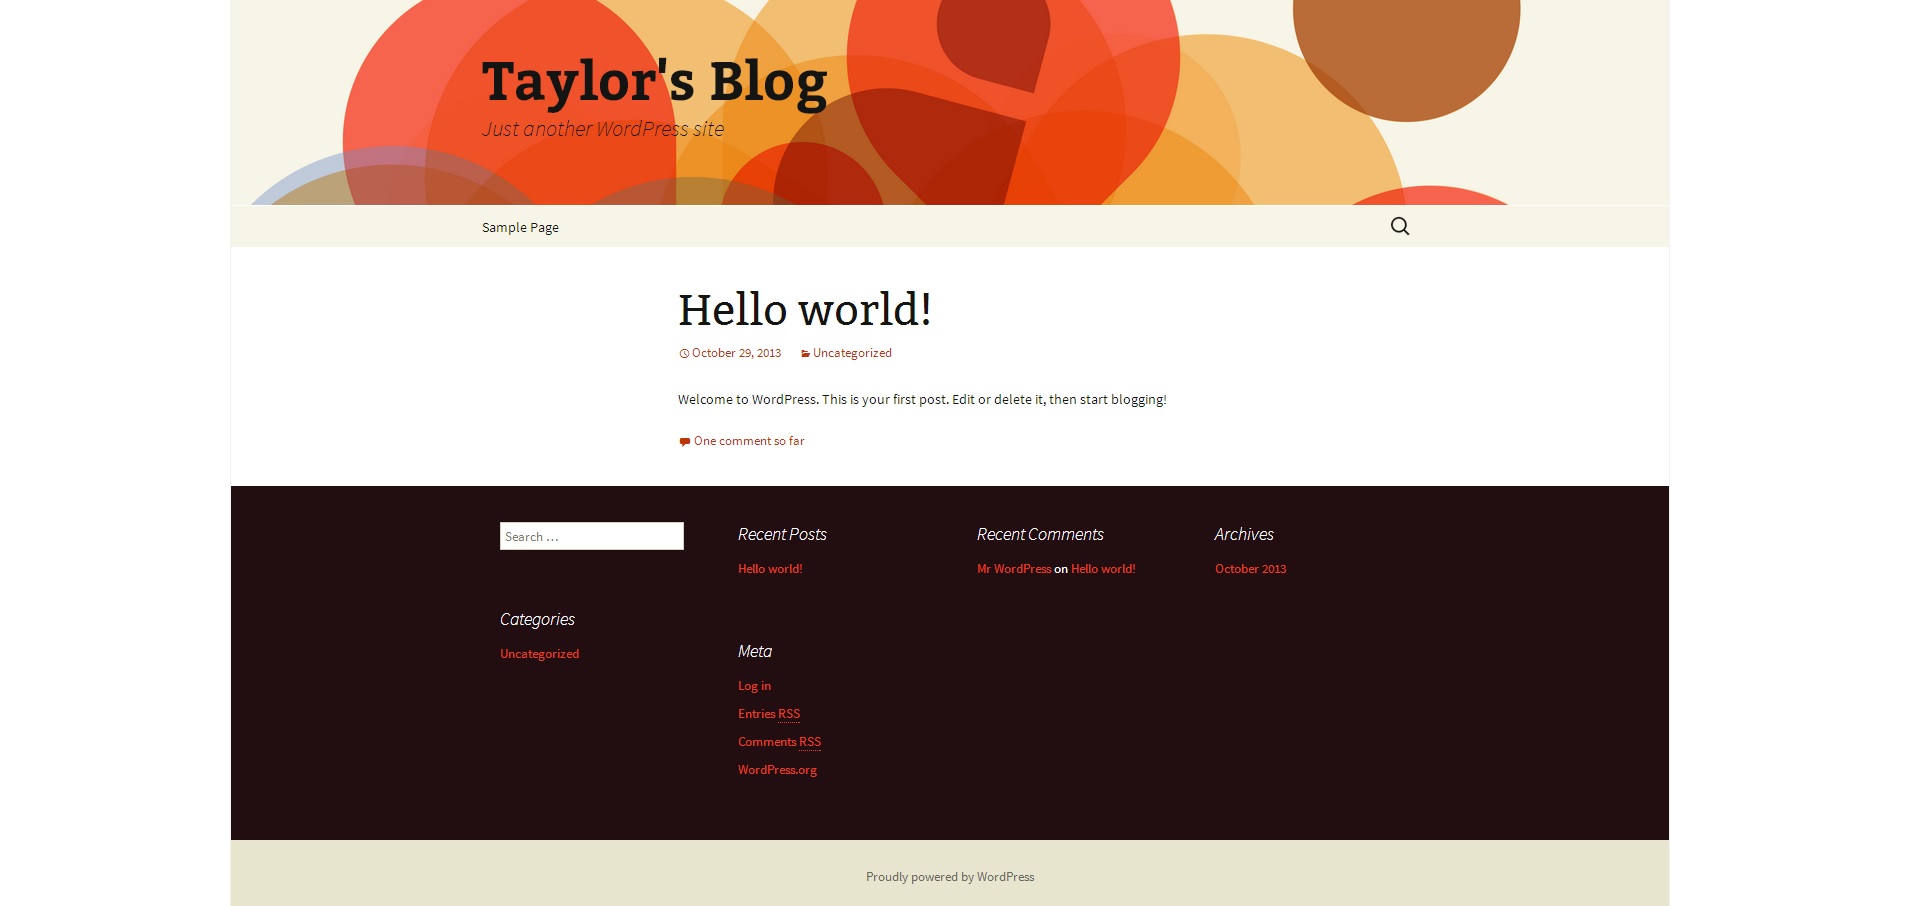 Taylor's Blog
Just another WordPress site
Sample Page
Hello world!
October 29, 2013 Uncategorized
Welcome to WordPress. This is your first post. Edit or delete it, then start blogging!
One comment so far
Search …
Recent Posts
Hello world!
Recent Comments
Mr WordPress on Hello world!
Archives
October 2013
Categories
Uncategorized
Meta
Log in
Entries RSS
Comments RSS
WordPress.org
Proudly powered by WordPress